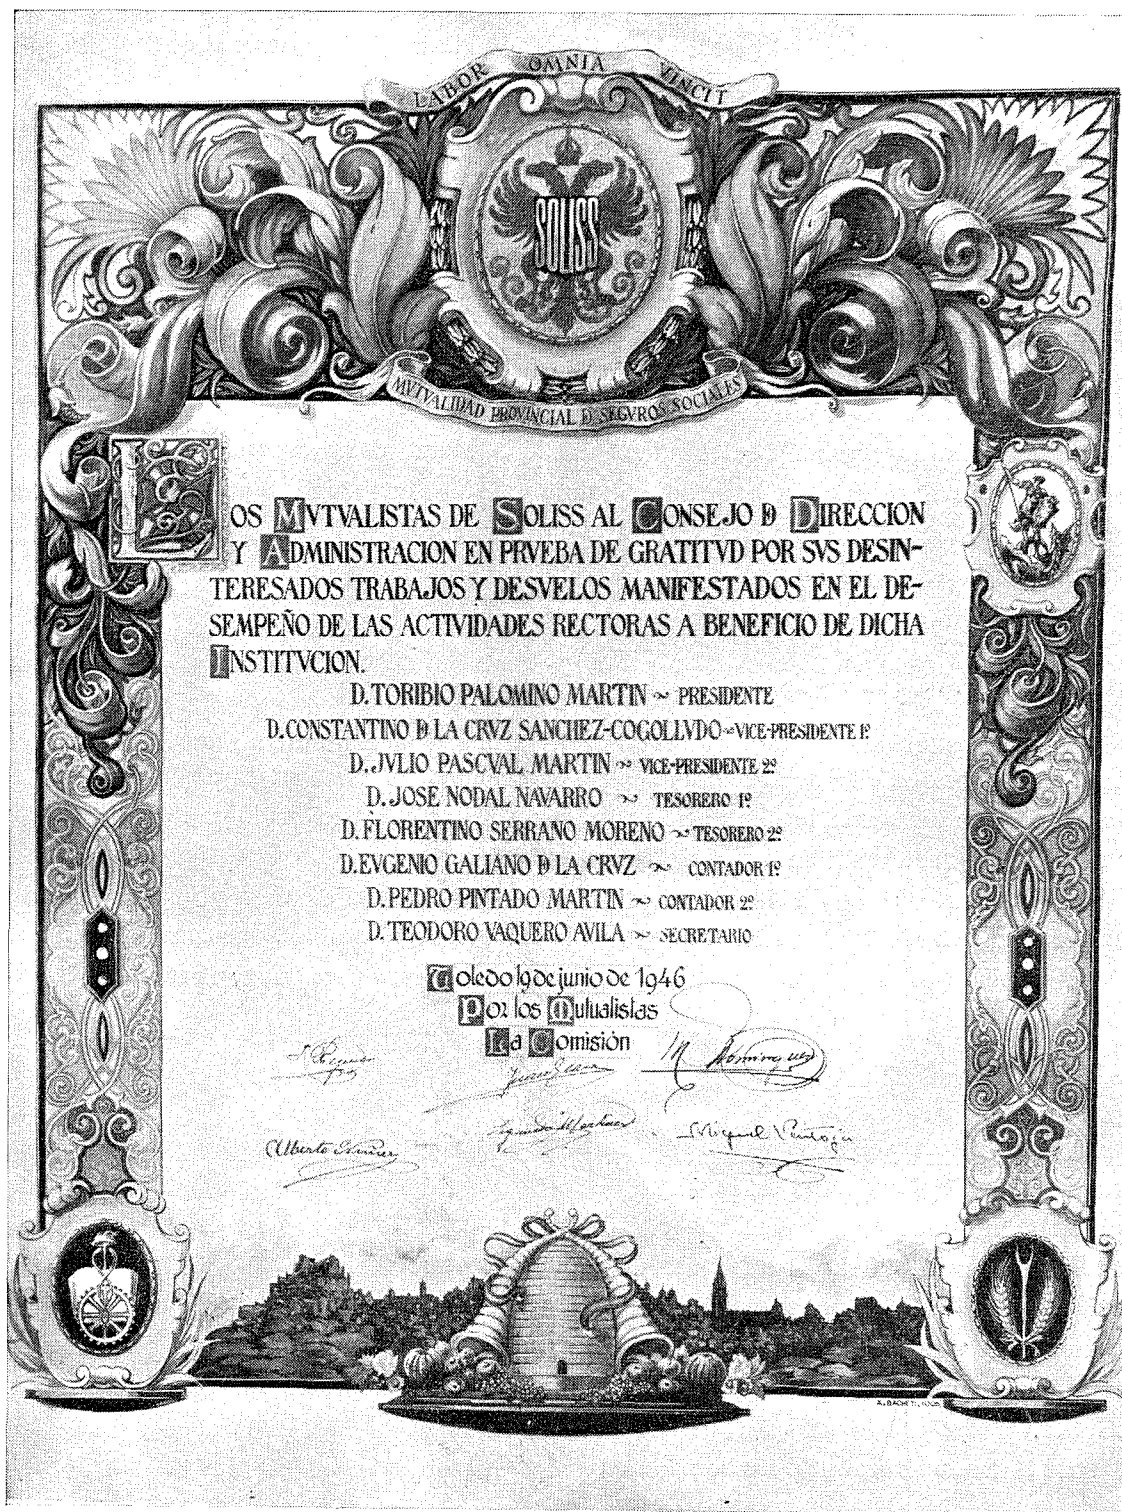 LABOR OMNIA VINCIT
SOLISS
MVTVALIDAD PROVINCIAL D SEGVROS SOCIALES
LOS MVTVALISTAS DE SOLISS AL CONSEJO D DIRECCION
Y ADMINISTRACION EN PRVEBA DE GRATITVD POR SVS DESIN-
TERESADOS TRABAJOS Y DESVELOS MANIFESTADOS EN EL DE-
SEMPEÑO DE LAS ACTIVIDADES RECTORAS A BENEFICIO DE DICHA
INSTITVCION.
D. TORIBIO PALOMINO MARTIN ~ PRESIDENTE
D. CONSTANTINO D LA CRVZ SANCHEZ-COGOLLVDO ~ VICE-PRESIDENTE 1º
D. JVLIO PASCVAL MARTIN ~ VICE-PRESIDENTE 2º
D. JOSE NODAL NAVARRO ~ TESORERO 1º
D. FLORENTINO SERRANO MORENO ~ TESORERO 2º
D. EVGENIO GALIANO D LA CRVZ ~ CONTADOR 1º
D. PEDRO PINTADO MARTIN ~ CONTADOR 2º
D. TEODORO VAQUERO AVILA ~ SECRETARIO
Toledo 19 de junio de 1946
Por los Mutualistas
La Comisión
M. Dominguez
Segundo Martinez
Miguel Pantoja
Alberto